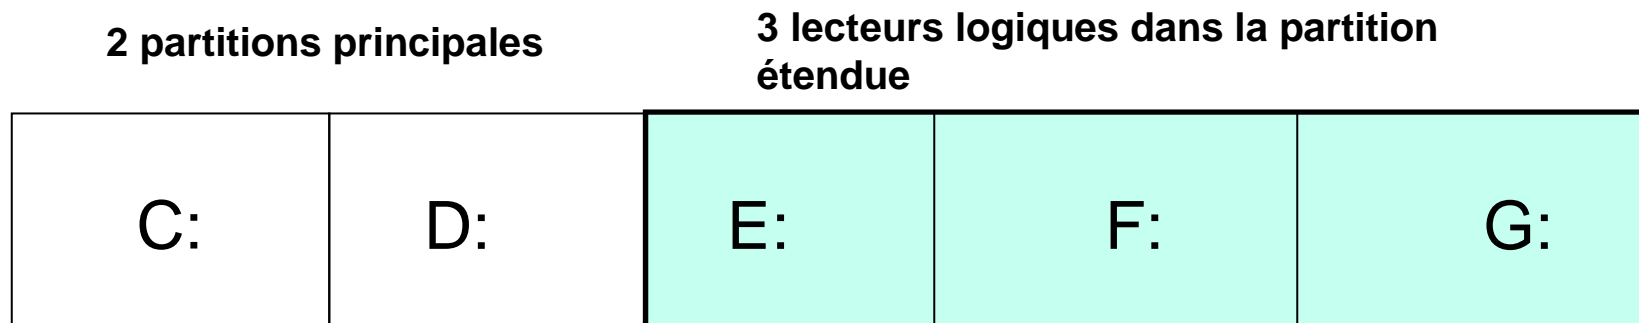 2 partitions principales
3 lecteurs logiques dans la partition
étendue
C:
D:
E:
F:
G: